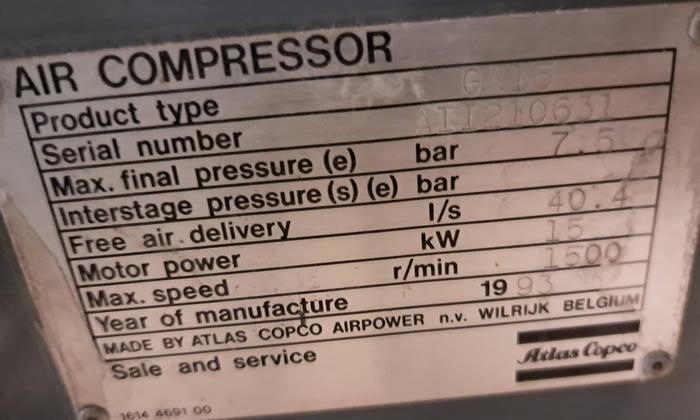 AIR COMPRESSOR
Product type GA15
Serial number AII210631
Max. final pressure (e) bar 7.5
Interstage pressure(s) (e) bar
Free air delivery l/s 40.4
Motor power kW 15
Max. speed r/min 1500
Year of manufacture 1993
MADE BY ATLAS COPCO AIRPOWER n.v. WILRIJK BELGIUM
Sale and service
Atlas Copco
1614 4691 00